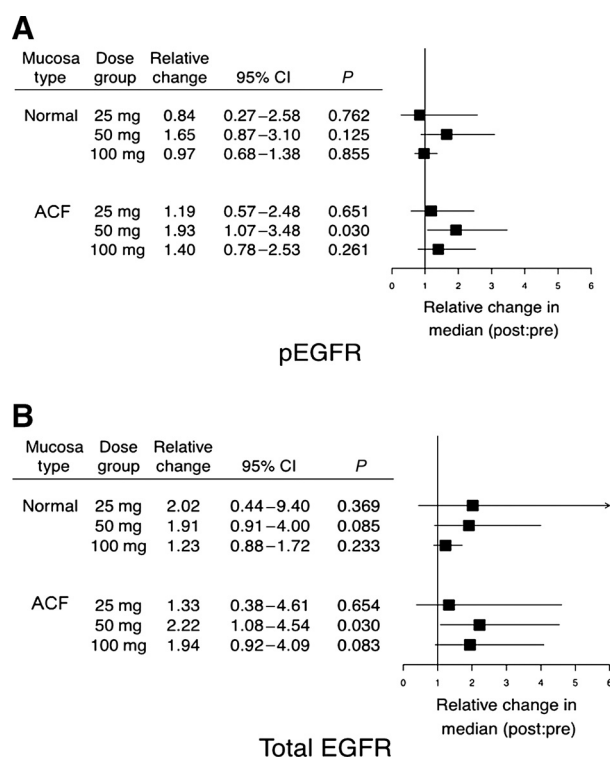 A
Mucosa type Dose group Relative change 95% CI P
Normal 25 mg 0.84 0.27–2.58 0.762
50 mg 1.65 0.87–3.10 0.125
100 mg 0.97 0.68–1.38 0.855
ACF 25 mg 1.19 0.57–2.48 0.651
50 mg 1.93 1.07–3.48 0.030
100 mg 1.40 0.78–2.53 0.261
0 1 2 3 4 5 6
Relative change in
median (post:pre)
pEGFR
B
Mucosa type Dose group Relative change 95% CI P
Normal 25 mg 2.02 0.44–9.40 0.369
50 mg 1.91 0.91–4.00 0.085
100 mg 1.23 0.88–1.72 0.233
ACF 25 mg 1.33 0.38–4.61 0.654
50 mg 2.22 1.08–4.54 0.030
100 mg 1.94 0.92–4.09 0.083
0 1 2 3 4 5 6
Relative change in
median (post:pre)
Total EGFR